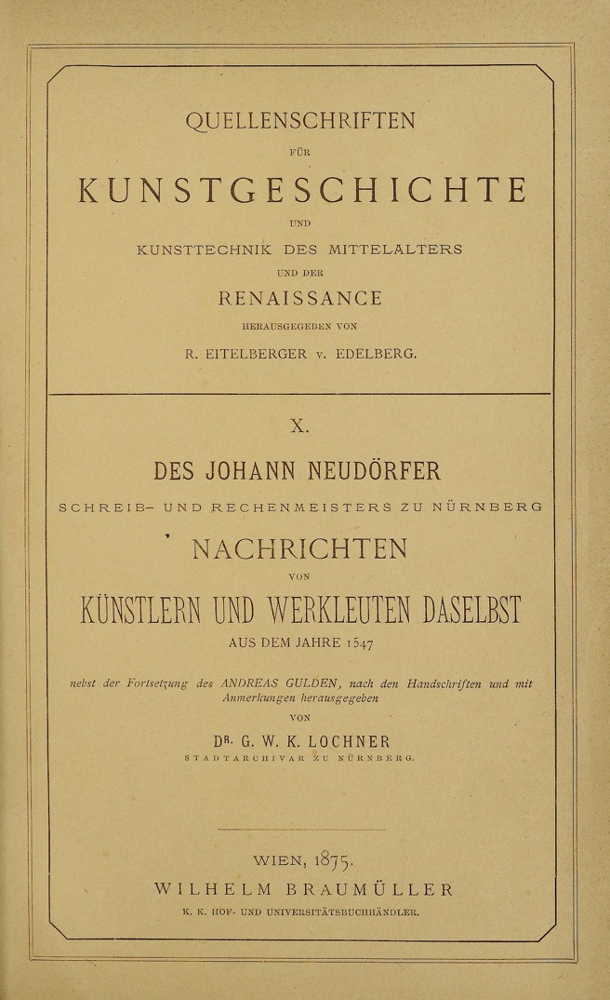 QUELLENSCHRIFTEN
FÜR
KUNSTGESCHICHTE
UND
KUNSTTECHNIK DES MITTELALTERS
UND DER
RENAISSANCE
HERAUSGEGEBEN VON
R. EITELBERGER v. EDELBERG.
X.
DES JOHANN NEUDÖRFER
SCHREIB- UND RECHENMEISTERS ZU NÜRNBERG
NACHRICHTEN
VON
KÜNSTLERN UND WERKLEUTEN DASELBST
AUS DEM JAHRE 1547
nebst der Fortsetzung des ANDREAS GULDEN, nach den Handschriften und mit
Anmerkungen herausgegeben
VON
DR. G. W. K. LOCHNER
STADTARCHIVAR ZU NÜRNBERG.
WIEN, 1875.
WILHELM BRAUMÜLLER
K. K. HOF- UND UNIVERSITÄTSBUCHHÄNDLER.